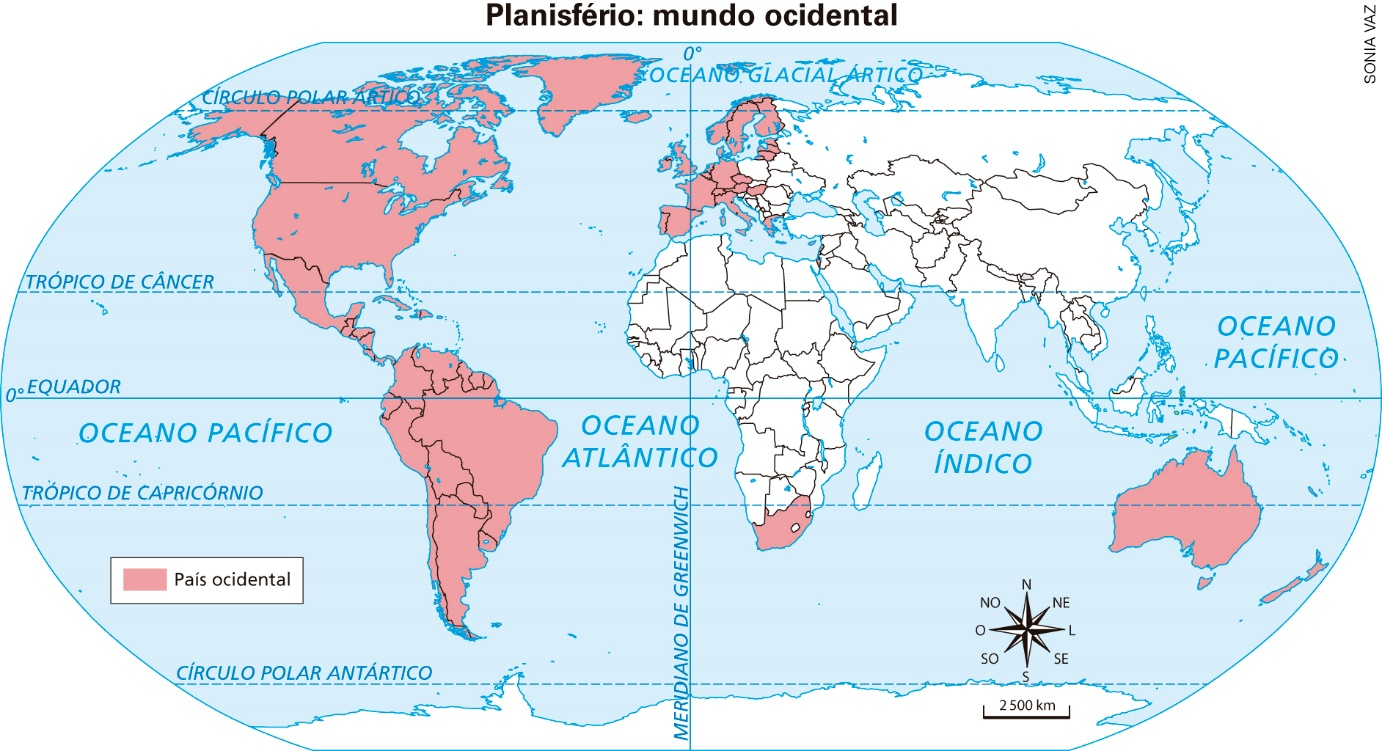 Planisfério: mundo ocidental
SONIA VAZ
0°
OCEANO GLACIAL ÁRTICO
CÍRCULO POLAR ÁRTICO
TRÓPICO DE CÂNCER
OCEANO
PACÍFICO
0°
EQUADOR
OCEANO PACÍFICO
OCEANO
ATLÂNTICO
OCEANO
ÍNDICO
TRÓPICO DE CAPRICÓRNIO
MERIDIANO DE GREENWICH
País ocidental
N
NO
NE
O
L
SO
SE
S
CÍRCULO POLAR ANTÁRTICO
2 500 km